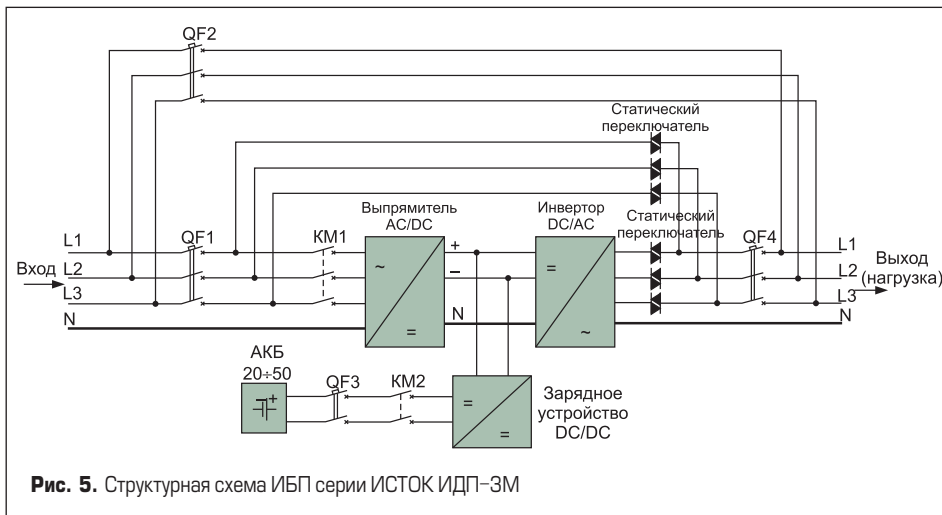 QF2
Статический
переключатель
Выпрямитель
AC/DC
Инвертор
DC/AC
Статический
переключатель
QF1
КМ1
QF4
L1
L2
L3
N
Вход
~
=
+
–
N
=
~
L1
L2
L3
N
Выход
(нагрузка)
АКБ
20÷50
QF3
КМ2
+
=
=
Зарядное
устройство
DC/DC
Рис. 5. Структурная схема ИБП серии ИСТОК ИДП-3М